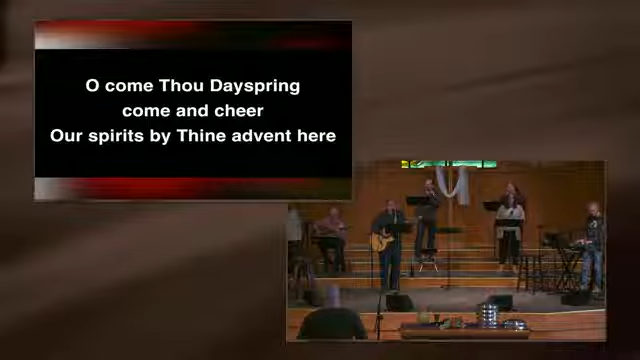 O come Thou Dayspring
come and cheer
Our spirits by Thine advent here